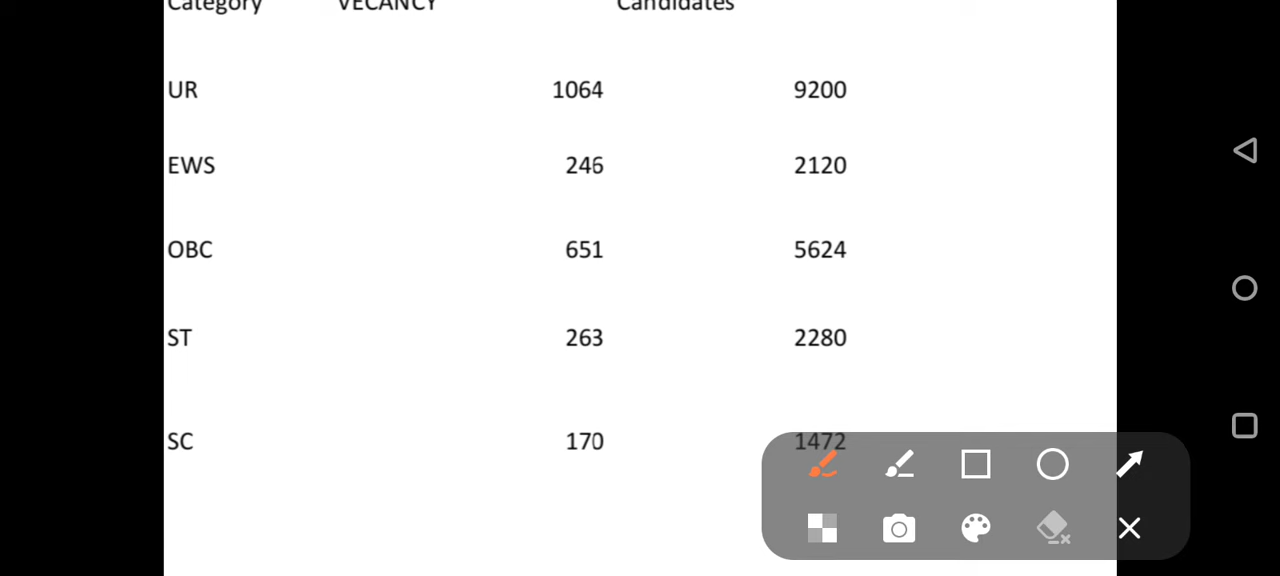 Category VECANCY Candidates
UR 1064 9200
EWS 246 2120
OBC 651 5624
ST 263 2280
SC 170 1472